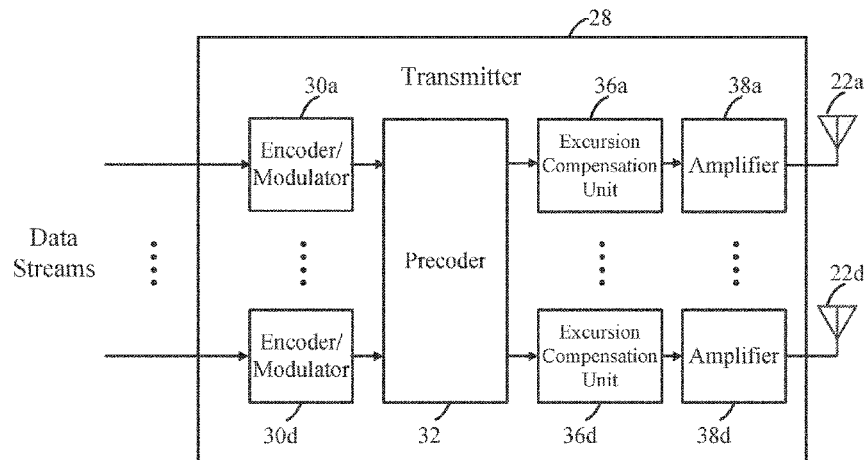 28
Transmitter
30a
36a
38a
22a
Encoder/
Modulator
Excursion
Compensation
Unit
Amplifier
Data
Streams
Precoder
22d
Encoder/
Modulator
Excursion
Compensation
Unit
Amplifier
30d
32
36d
38d